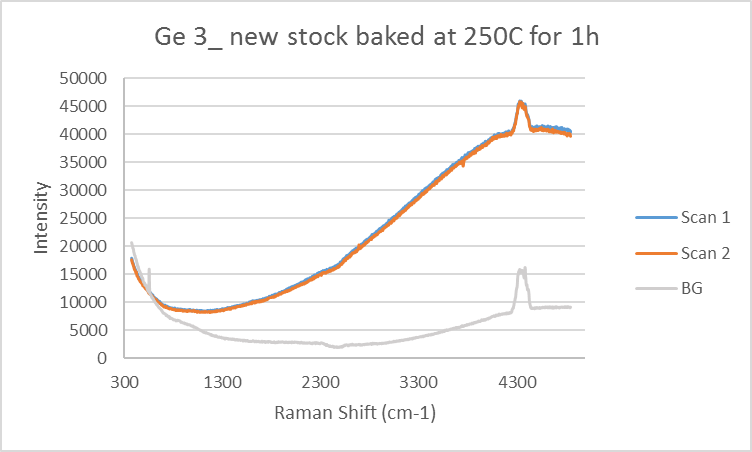 Ge 3_ new stock baked at 250C for 1h
50000
45000
40000
35000
30000
25000
20000
15000
10000
5000
0
Intensity
300 1300 2300 3300 4300
Raman Shift (cm-1)
Scan 1
Scan 2
BG